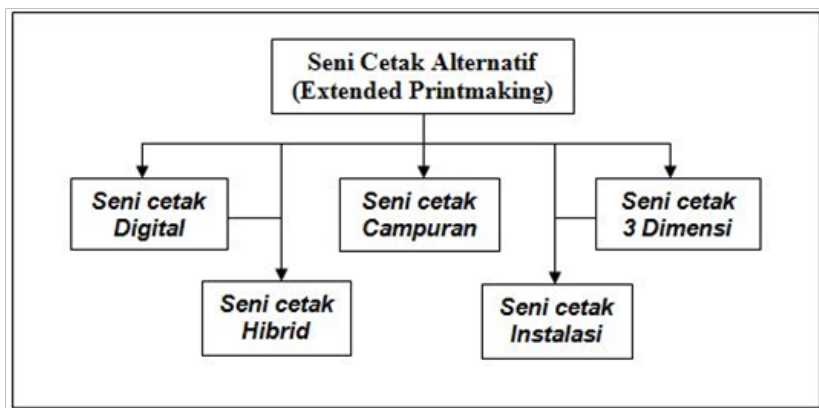 Seni Cetak Alternatif
(Extended Printmaking)
Seni cetak
Digital
Seni cetak
Campuran
Seni cetak
3 Dimensi
Seni cetak
Hibrid
Seni cetak
Instalasi